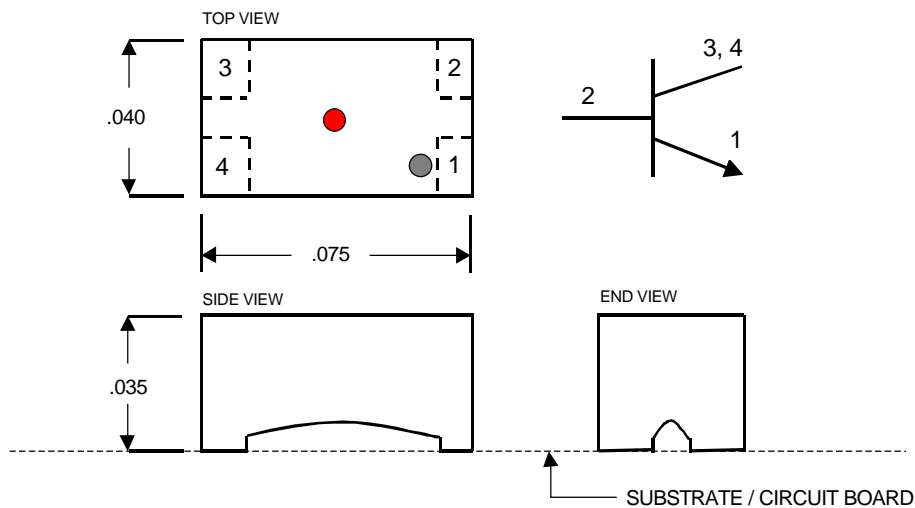 TOP VIEW
3 2
4 1
.040
.075
2
3, 4
1
SIDE VIEW
END VIEW
.035
SUBSTRATE / CIRCUIT BOARD